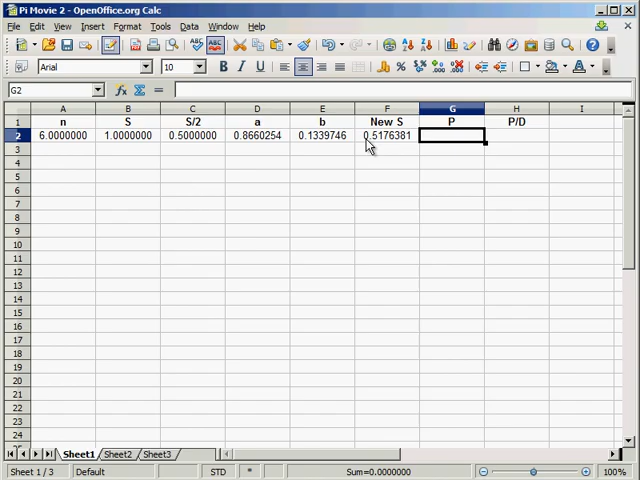 Pi Movie 2 - OpenOffice.org Calc
File Edit View Insert Format Tools Data Window Help
Arial 10 B I U
G2 fx Σ =
A B C D E F G H I
1 n S S/2 a b New S P P/D
2 6.0000000 1.0000000 0.5000000 0.8660254 0.1339746 0.5176381
3
4
5
6
7
8
9
10
11
12
13
14
15
16
17
18
19
20
21
22
23
24
Sheet1 Sheet2 Sheet3
Sheet 1 / 3 Default STD * Sum=0.0000000 100%